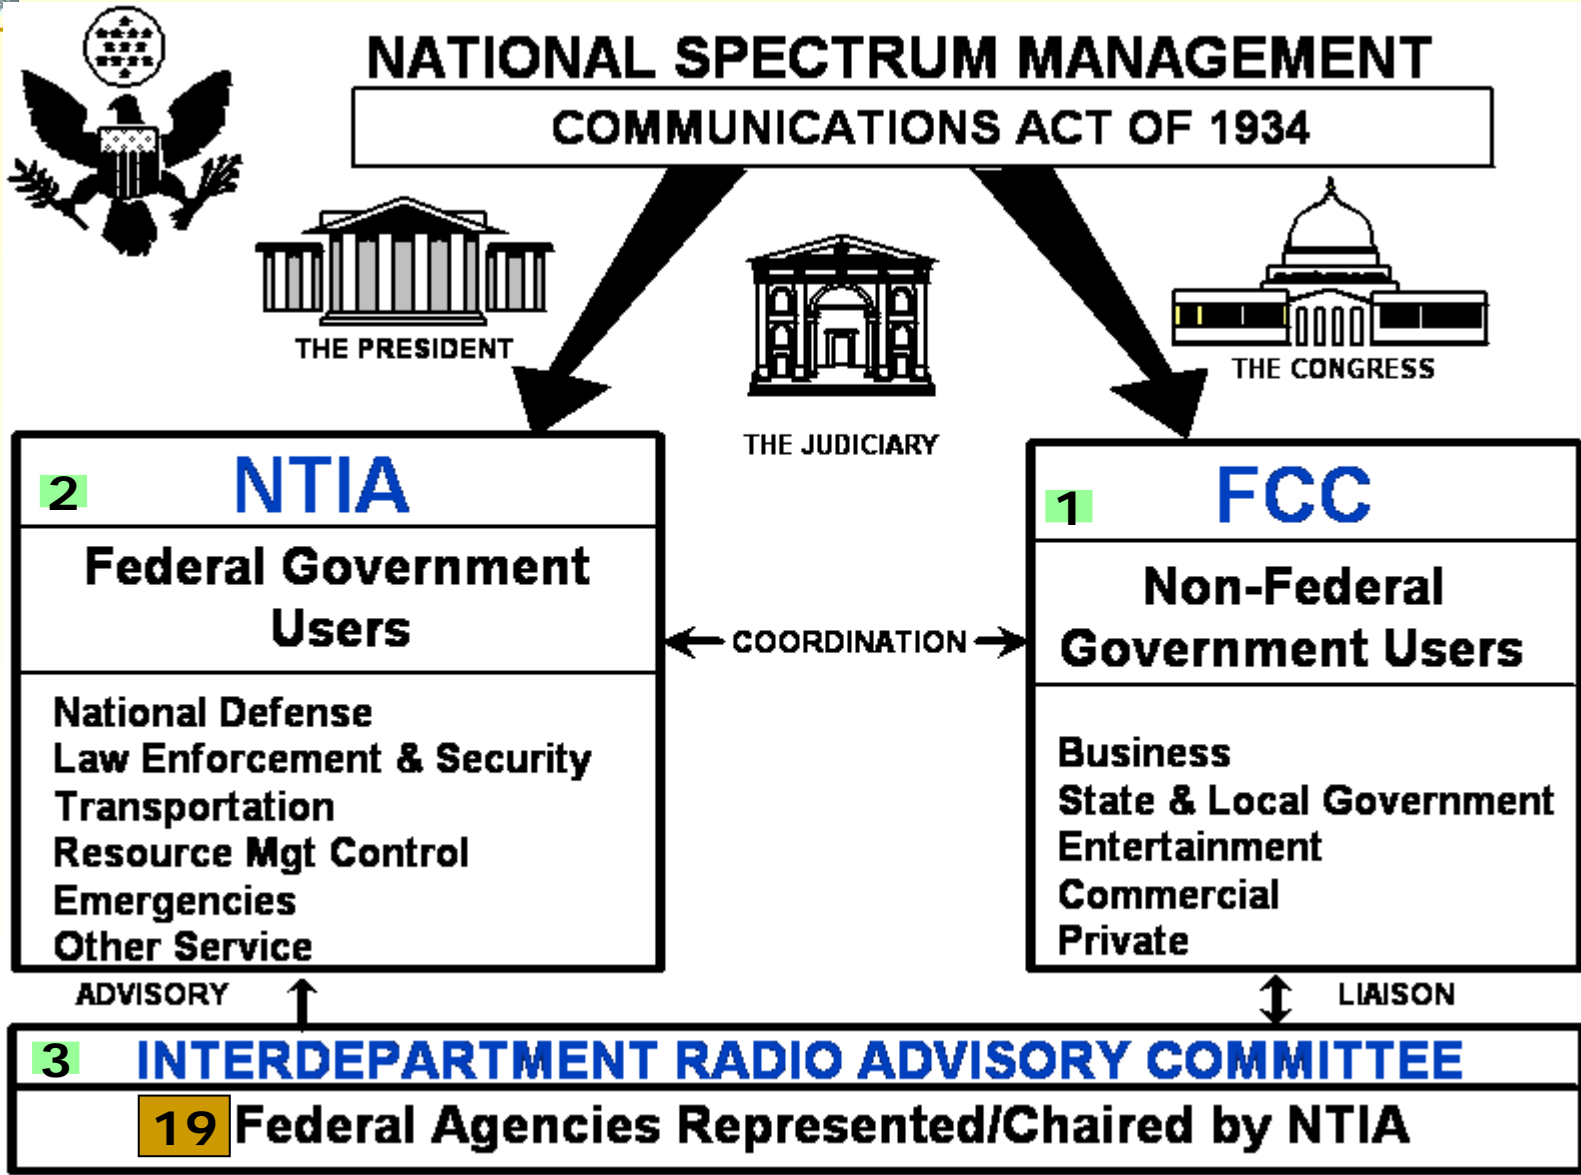 NATIONAL SPECTRUM MANAGEMENT
COMMUNICATIONS ACT OF 1934
THE PRESIDENT
THE JUDICIARY
THE CONGRESS
2 NTIA
Federal Government
Users
National Defense
Law Enforcement & Security
Transportation
Resource Mgt Control
Emergencies
Other Service
COORDINATION
1 FCC
Non-Federal
Government Users
Business
State & Local Government
Entertainment
Commercial
Private
ADVISORY
LIAISON
3 INTERDEPARTMENT RADIO ADVISORY COMMITTEE
19 Federal Agencies Represented/Chaired by NTIA